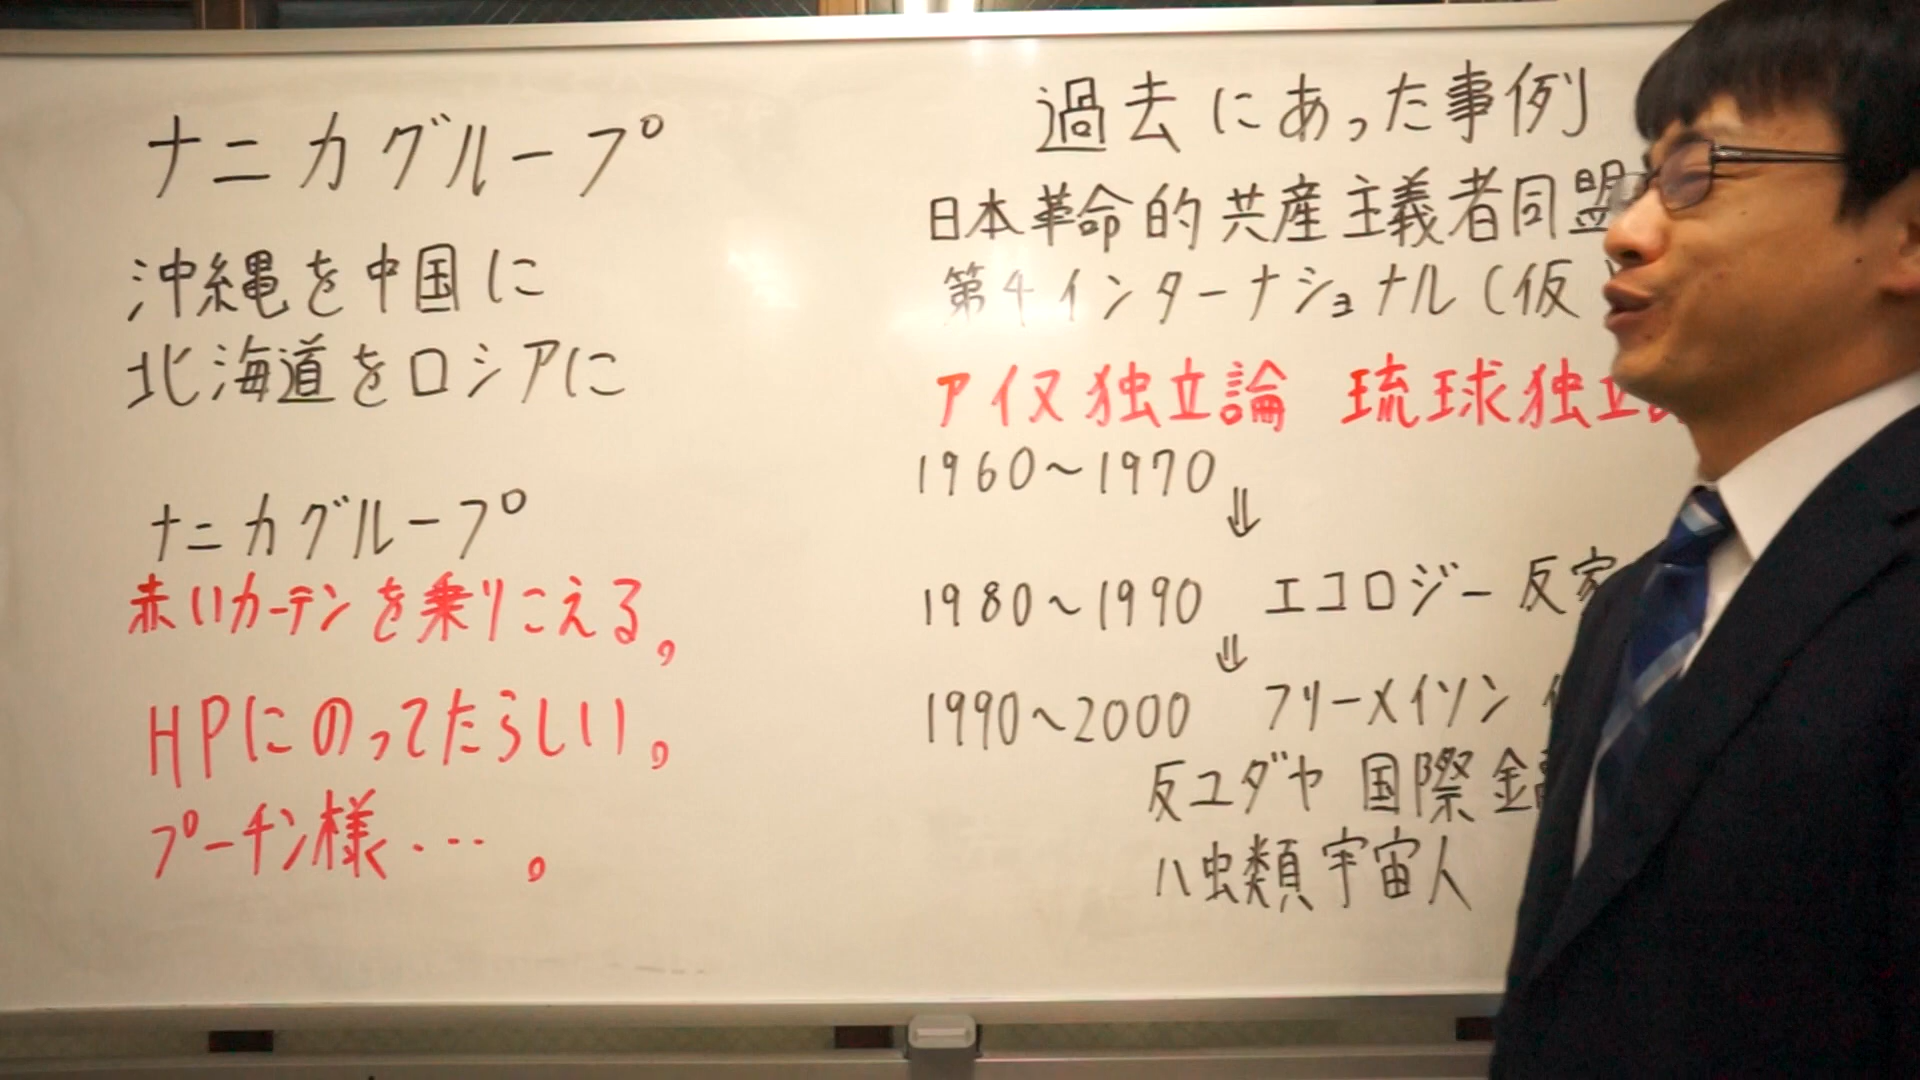 ナニカグループ
沖縄を中国に
北海道をロシアに
ナニカグループ
赤いカーテンを乗りこえる。
HPにのってたらしい。
プーチン様・・・。
過去にあった事例
日本革命的共産主義者同盟
第4インターナショナル(仮
アイヌ独立論 琉球独立論
1960～1970
⇓
1980～1990 エコロジー 反家
⇓
1990～2000 フリーメイソン
反ユダヤ 国際金融
ハ虫類宇宙人